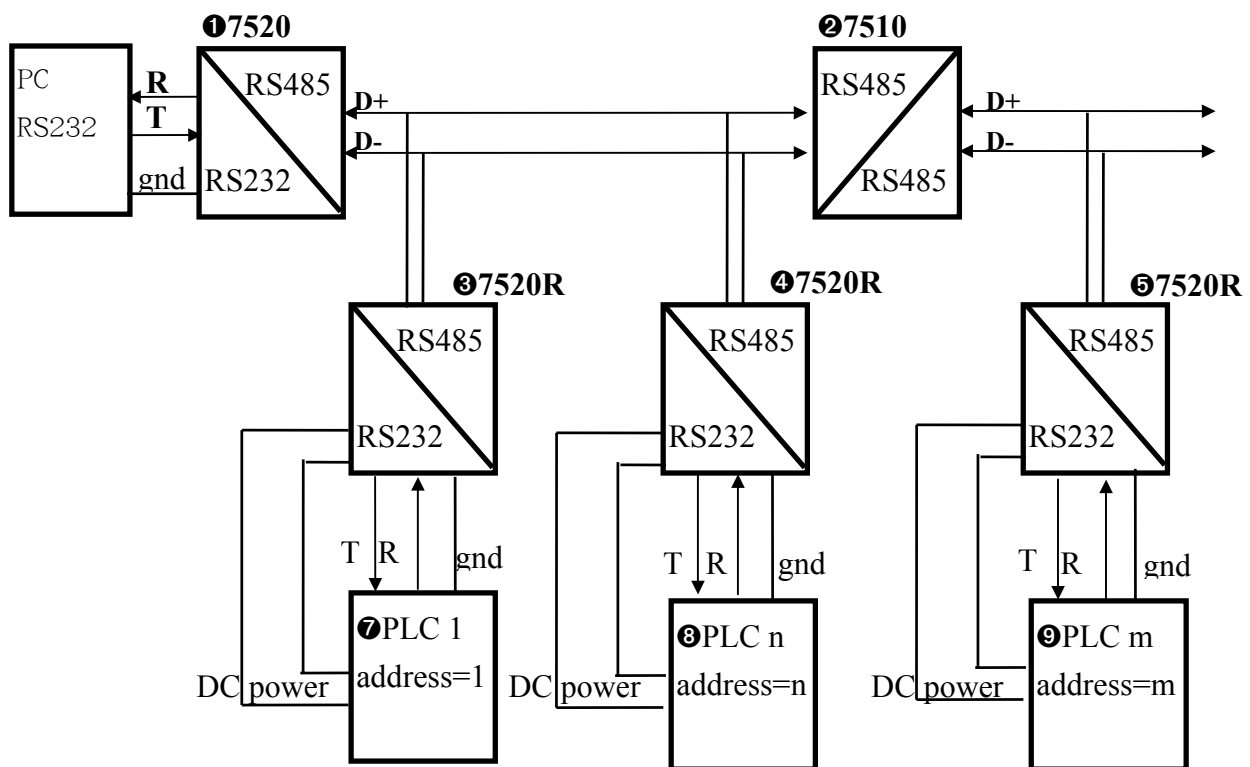 ❶7520
❷7510
PC
RS232
R
T
gnd
RS485
RS232
D+
D-
RS485
RS485
D+
D-
❸7520R
❹7520R
❺7520R
RS485
RS232
RS485
RS232
RS485
RS232
T R
gnd
T R
gnd
T R
gnd
❼PLC 1
address=1
DC power
❽PLC n
address=n
DC power
❾PLC m
address=m
DC power